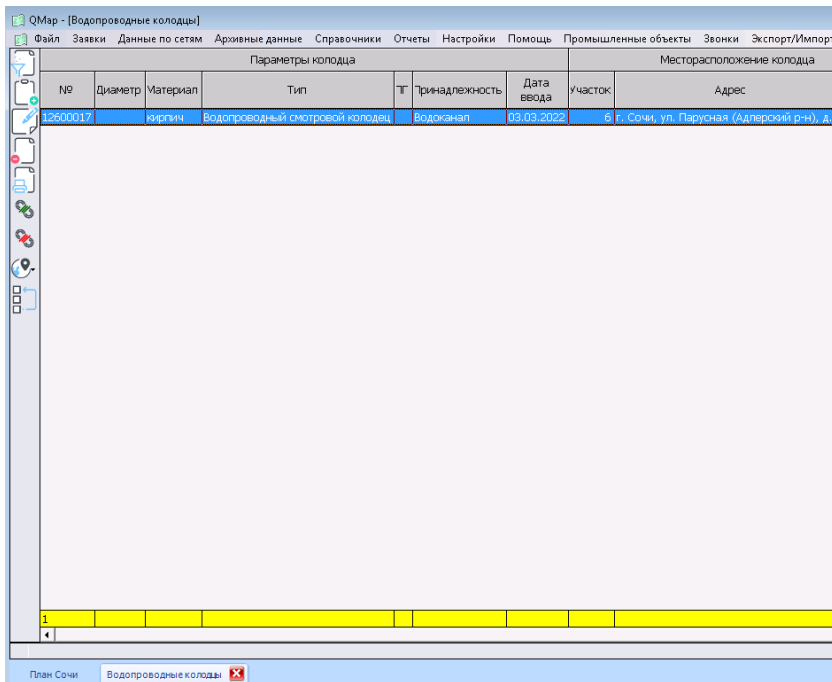 QMap - [Водопроводные колодцы]
Файл Заявки Данные по сетям Архивные данные Справочники Отчеты Настройки Помощь Промышленные объекты Звонки Экспорт/Импорт
Параметры колодца Месторасположение колодца
№ Диаметр Материал Тип Принадлежность Дата ввода Участок Адрес
12600017 кирпич Водопроводный смотровой колодец Водоканал 03.03.2022 6 г. Сочи, ул. Парусная (Адлерский р-н), д.
1
План Сочи Водопроводные колодцы